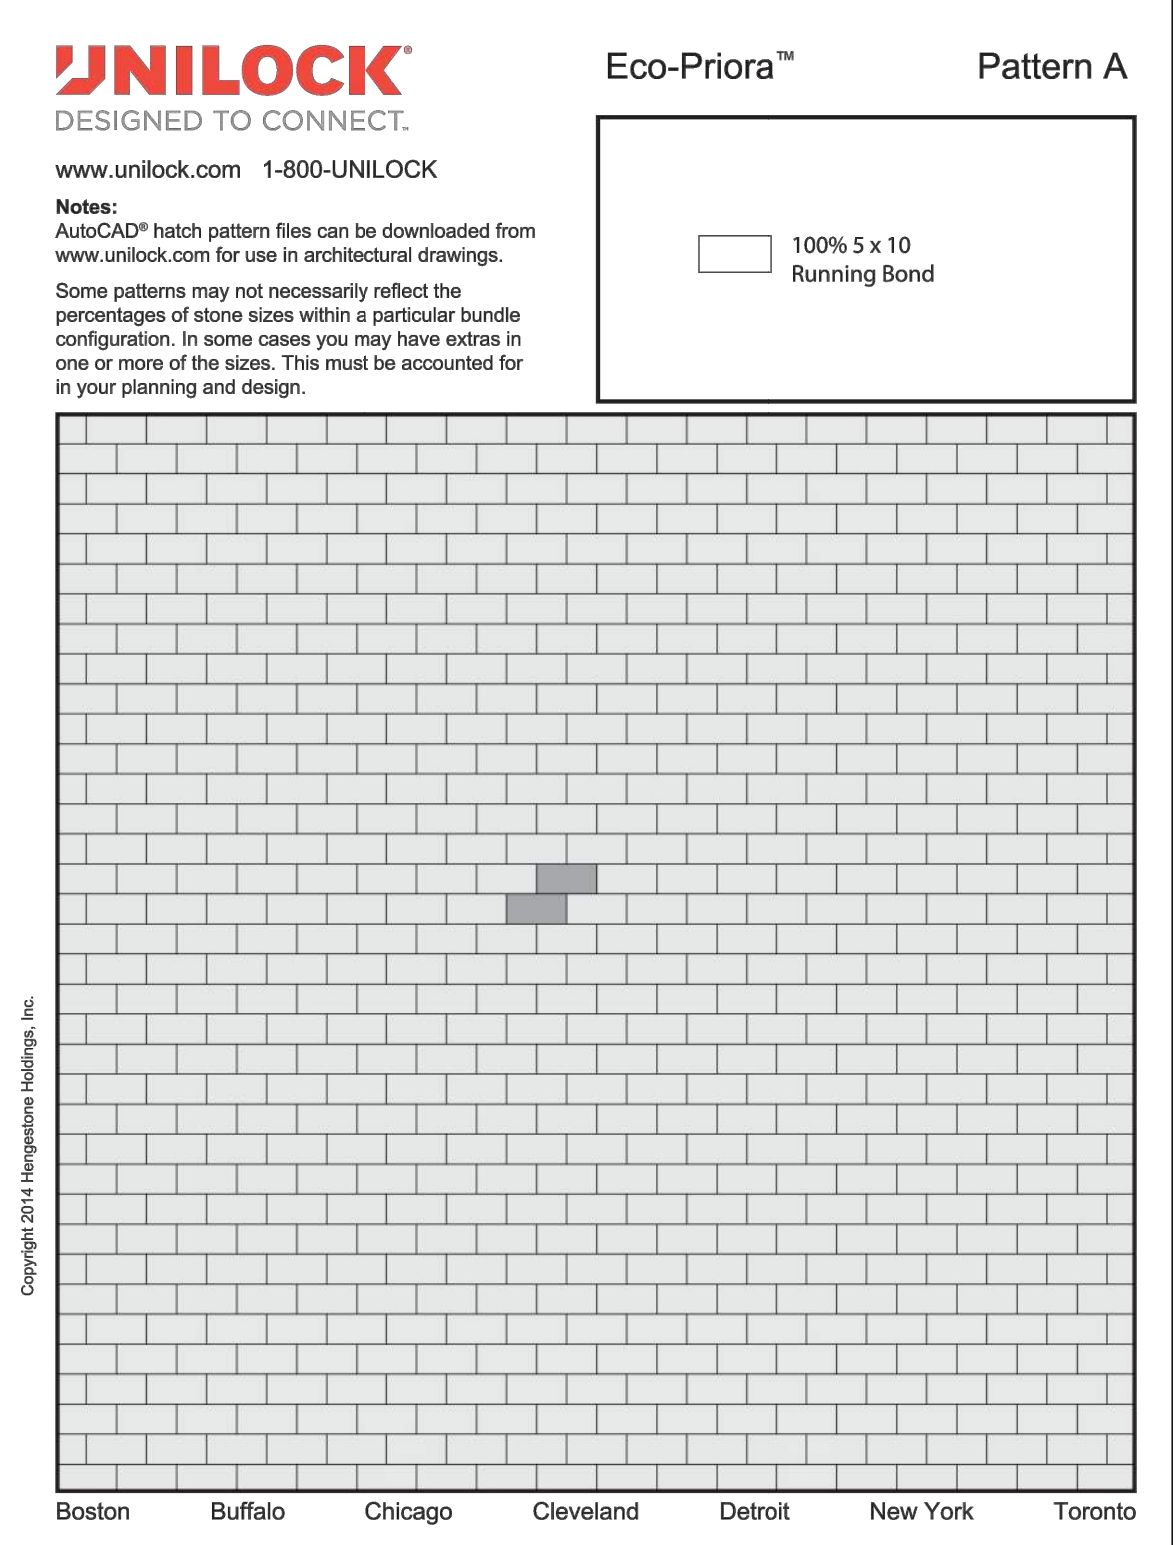 UNILOCK®
DESIGNED TO CONNECT.™
www.unilock.com 1-800-UNILOCK
Notes:
AutoCAD® hatch pattern files can be downloaded from
www.unilock.com for use in architectural drawings.
Some patterns may not necessarily reflect the
percentages of stone sizes within a particular bundle
configuration. In some cases you may have extras in
one or more of the sizes. This must be accounted for
in your planning and design.
Eco-Priora™ Pattern A
100% 5 x 10
Running Bond
Copyright 2014 Hengestone Holdings, Inc.
Boston Buffalo Chicago Cleveland Detroit New York Toronto